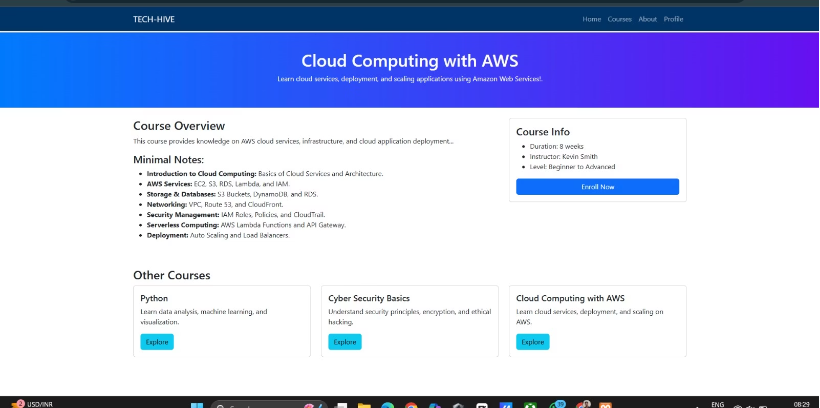 TECH-HIVE
Home Courses About Profile
Cloud Computing with AWS
Learn cloud services, deployment, and scaling applications using Amazon Web Services!.
Course Overview
This course provides knowledge on AWS cloud services, infrastructure, and cloud application deployment...
Minimal Notes:
Introduction to Cloud Computing: Basics of Cloud Services and Architecture.
AWS Services: EC2, S3, RDS, Lambda, and IAM.
Storage & Databases: S3 Buckets, DynamoDB, and RDS.
Networking: VPC, Route 53, and CloudFront.
Security Management: IAM Roles, Policies, and CloudTrail.
Serverless Computing: AWS Lambda Functions and API Gateway.
Deployment: Auto Scaling and Load Balancers.
Course Info
Duration: 8 weeks
Instructor: Kevin Smith
Level: Beginner to Advanced
Enroll Now
Other Courses
Python
Learn data analysis, machine learning, and
visualization.
Explore
Cyber Security Basics
Understand security principles, encryption, and ethical
hacking.
Explore
Cloud Computing with AWS
Learn cloud services, deployment, and scaling on
AWS.
Explore
USD/INR
ENG
08:29